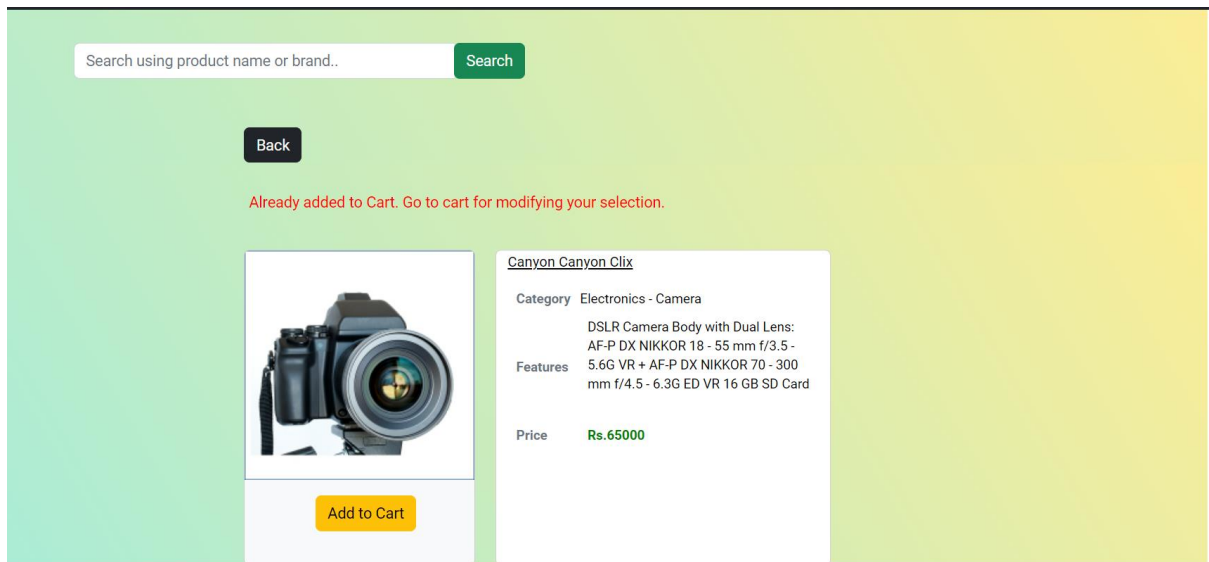 Search using product name or brand..
Search
Back
Already added to Cart. Go to cart for modifying your selection.
Canyon Canyon Clix
Category Electronics - Camera
DSLR Camera Body with Dual Lens:
AF-P DX NIKKOR 18 - 55 mm f/3.5 -
Features 5.6G VR + AF-P DX NIKKOR 70 - 300
mm f/4.5 - 6.3G ED VR 16 GB SD Card
Price Rs.65000
Add to Cart